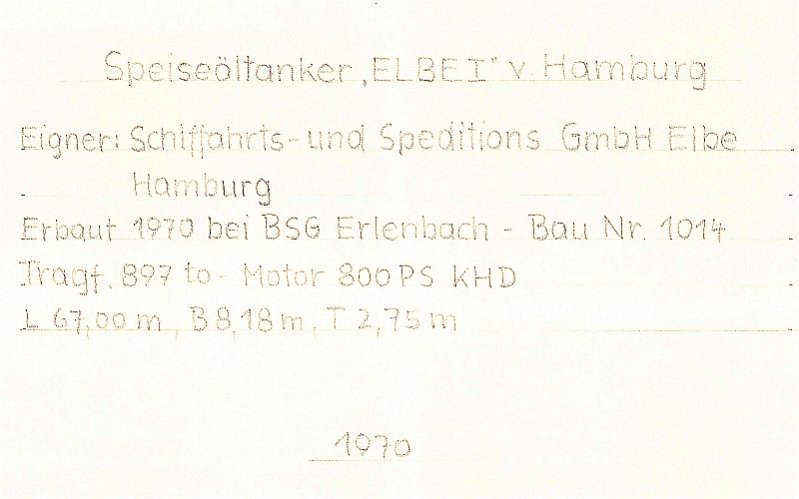 Speiseöltanker „ELBE I" v. Hamburg
Eigner: Schiffahrts- und Speditions GmbH Elbe
Hamburg
Erbaut 1970 bei BSG Erlenbach - Bau Nr. 1014
Tragf. 897 to - Motor 800 PS KHD
L 67,00 m, B 8,18 m, T 2,75 m
1970